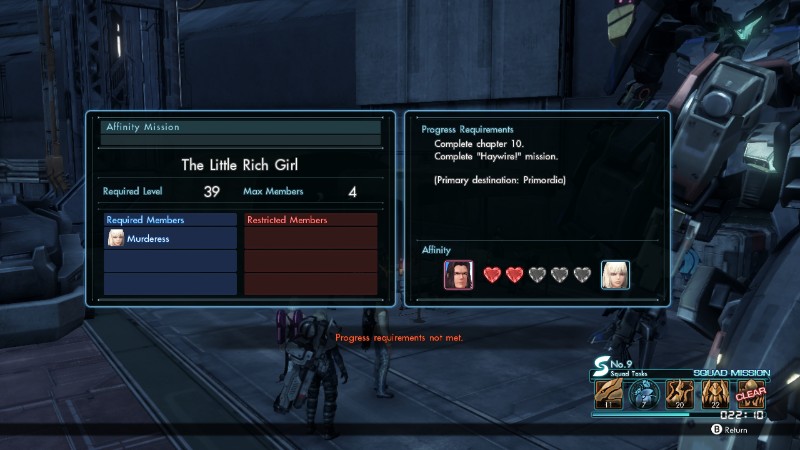 Affinity Mission
The Little Rich Girl
Required Level 39 Max Members 4
Required Members
Murderess
Restricted Members
Progress Requirements
Complete chapter 10.
Complete "Haywire!" mission.
(Primary destination: Primordia)
Affinity
Progress requirements not met.
No.9
Squad Tasks
SQUAD MISSION
11 7 20 22 CLEAR
022:10
B Return